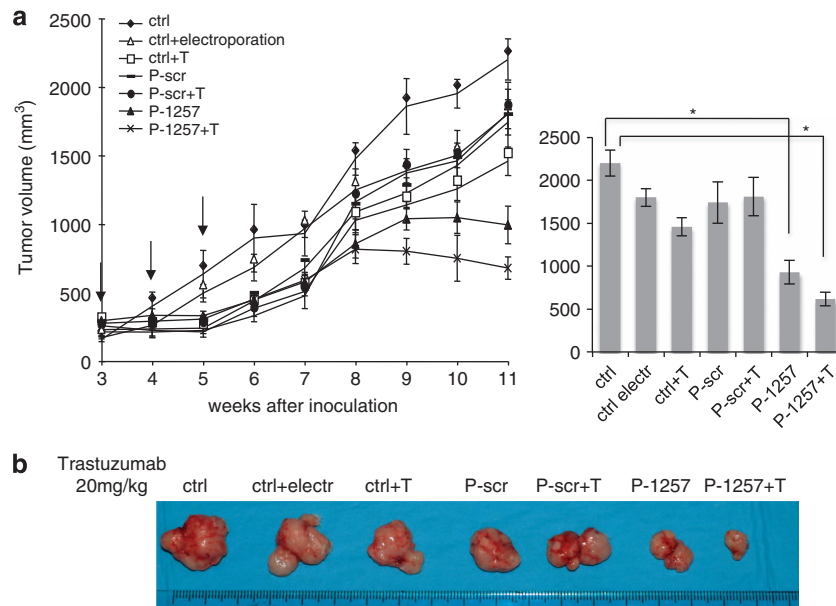 a
Tumor volume (mm3)
2500
2000
1500
1000
500
0
ctrl
ctrl+electroporation
ctrl+T
P-scr
P-scr+T
P-1257
P-1257+T
3 4 5 6 7 8 9 10 11
weeks after inoculation
2500
2000
1500
1000
500
0
* 
*
ctrl
ctrl electr
ctrl+T
P-scr
P-scr+T
P-1257
P-1257+T
b
Trastuzumab
20mg/kg ctrl ctrl+electr ctrl+T P-scr P-scr+T P-1257 P-1257+T